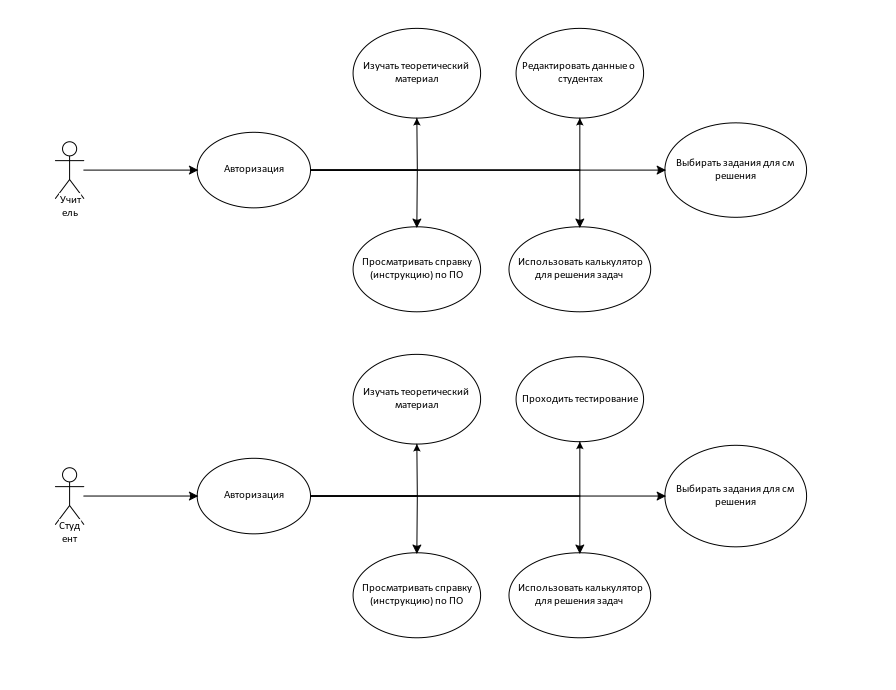 Изучать теоретический
материал
Редактировать данные о
студентах
Авторизация
Выбирать задания для см
решения
Учит
ель
Просматривать справку
(инструкцию) по ПО
Использовать калькулятор
для решения задач
Изучать теоретический
материал
Проходить тестирование
Авторизация
Выбирать задания для см
решения
Студ
ент
Просматривать справку
(инструкцию) по ПО
Использовать калькулятор
для решения задач